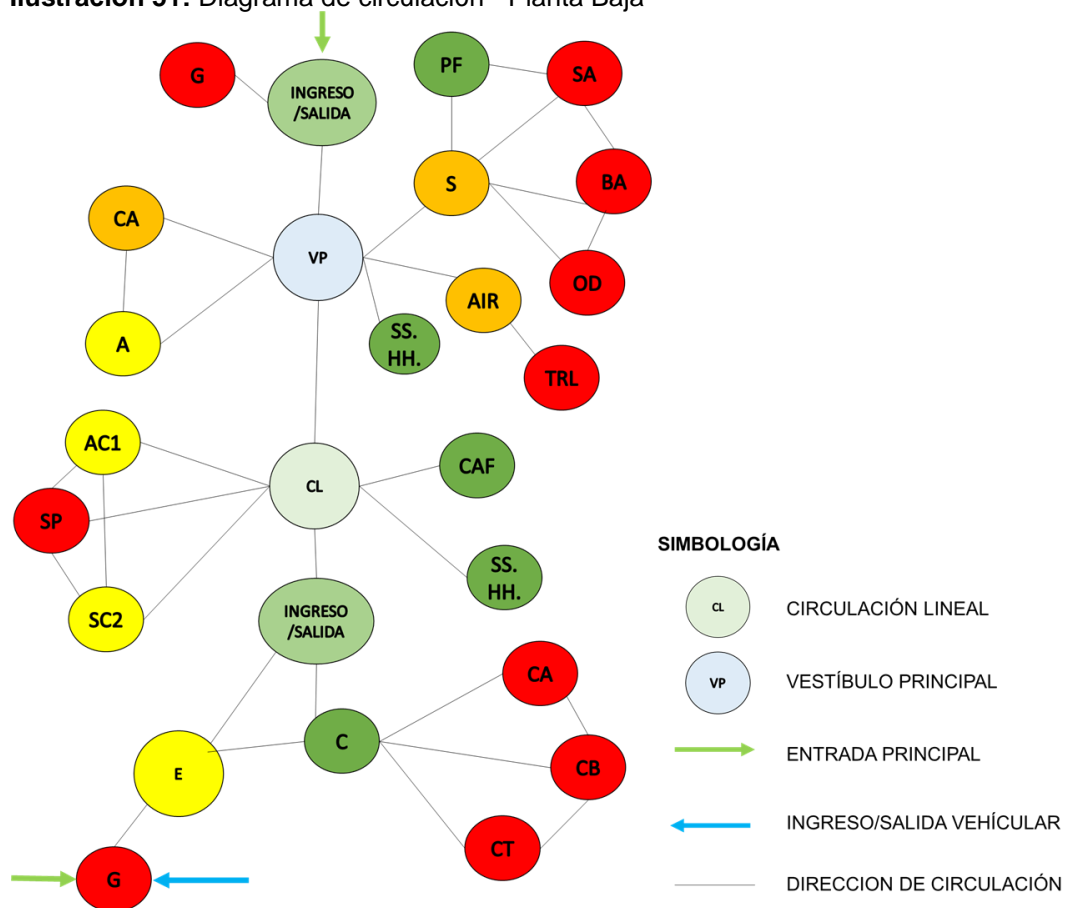 Ilustración 51: Diagrama de circulación - Planta Baja
G
INGRESO
/SALIDA
PF
SA
S
BA
CA
VP
OD
AIR
A
SS.
HH.
TRL
AC1
CL
CAF
SP
SS.
HH.
SC2
INGRESO
/SALIDA
CA
C
E
CB
CT
G
SIMBOLOGÍA
CL
CIRCULACIÓN LINEAL
VP
VESTÍBULO PRINCIPAL
ENTRADA PRINCIPAL
INGRESO/SALIDA VEHÍCULAR
DIRECCION DE CIRCULACIÓN